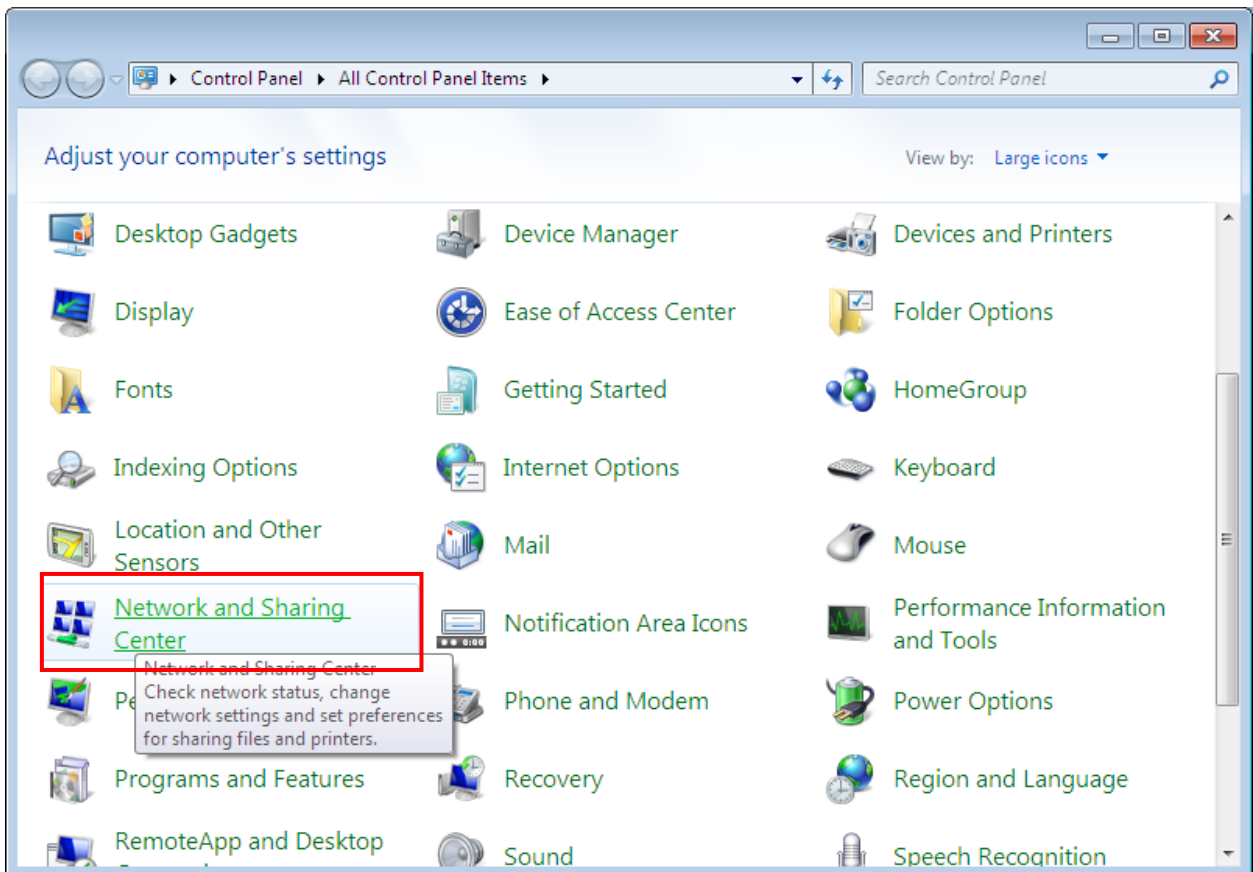 Control Panel ▸ All Control Panel Items ▸
Search Control Panel
Adjust your computer's settings
View by: Large icons
Desktop Gadgets
Device Manager
Devices and Printers
Display
Ease of Access Center
Folder Options
Fonts
Getting Started
HomeGroup
Indexing Options
Internet Options
Keyboard
Location and Other
Sensors
Mail
Mouse
Network and Sharing
Center
Notification Area Icons
Performance Information
and Tools
Network and Sharing Center
Check network status, change
network settings and set preferences
for sharing files and printers.
Phone and Modem
Power Options
Programs and Features
Recovery
Region and Language
RemoteApp and Desktop
Sound
Speech Recognition